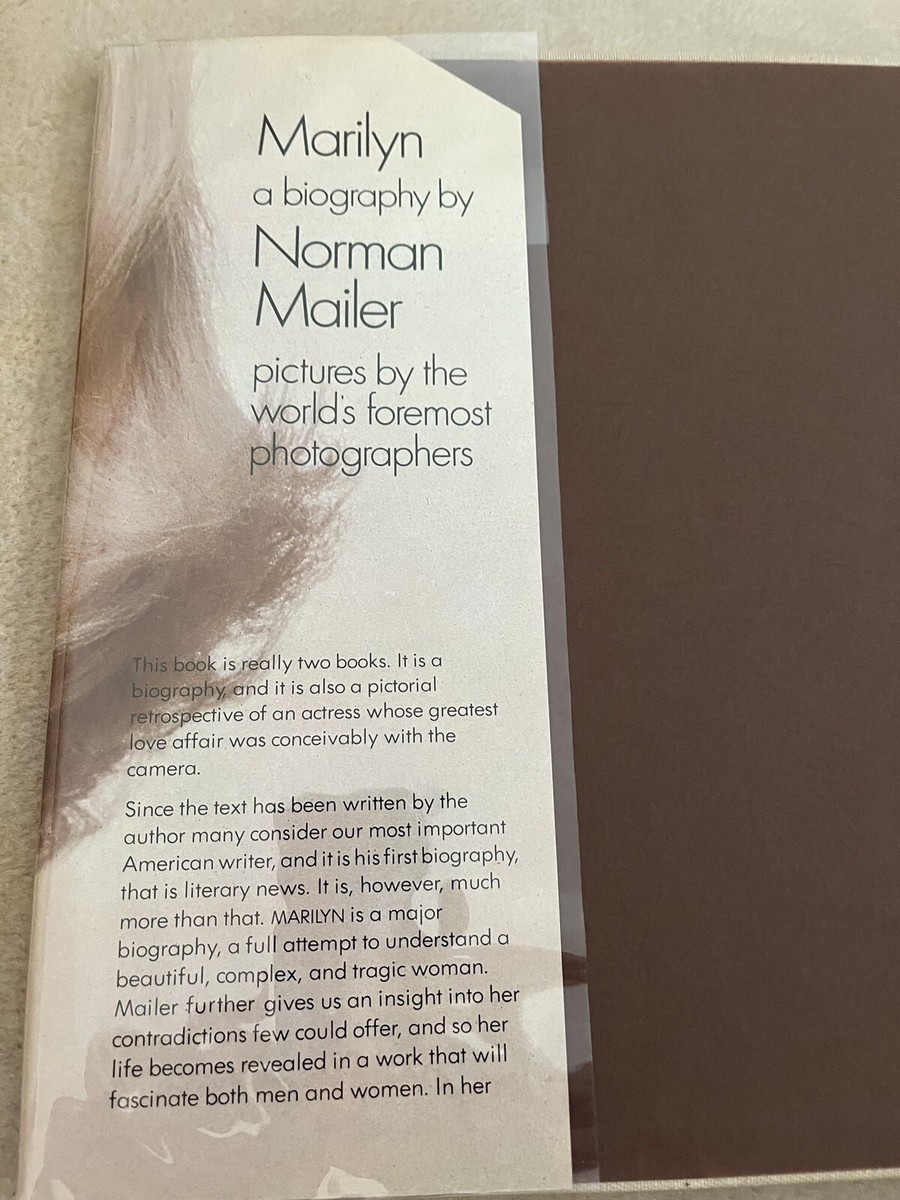 Marilyn
a biography by
Norman
Mailer
pictures by the
world's foremost
photographers
This book is really two books. It is a
biography, and it is also a pictorial
retrospective of an actress whose greatest
love affair was conceivably with the
camera.
Since the text has been written by the
author many consider our most important
American writer, and it is his first biography,
that is literary news. It is, however, much
more than that. MARILYN is a major
biography, a full attempt to understand a
beautiful, complex, and tragic woman.
Mailer further gives us an insight into her
contradictions few could offer, and so her
life becomes revealed in a work that will
fascinate both men and women. In her